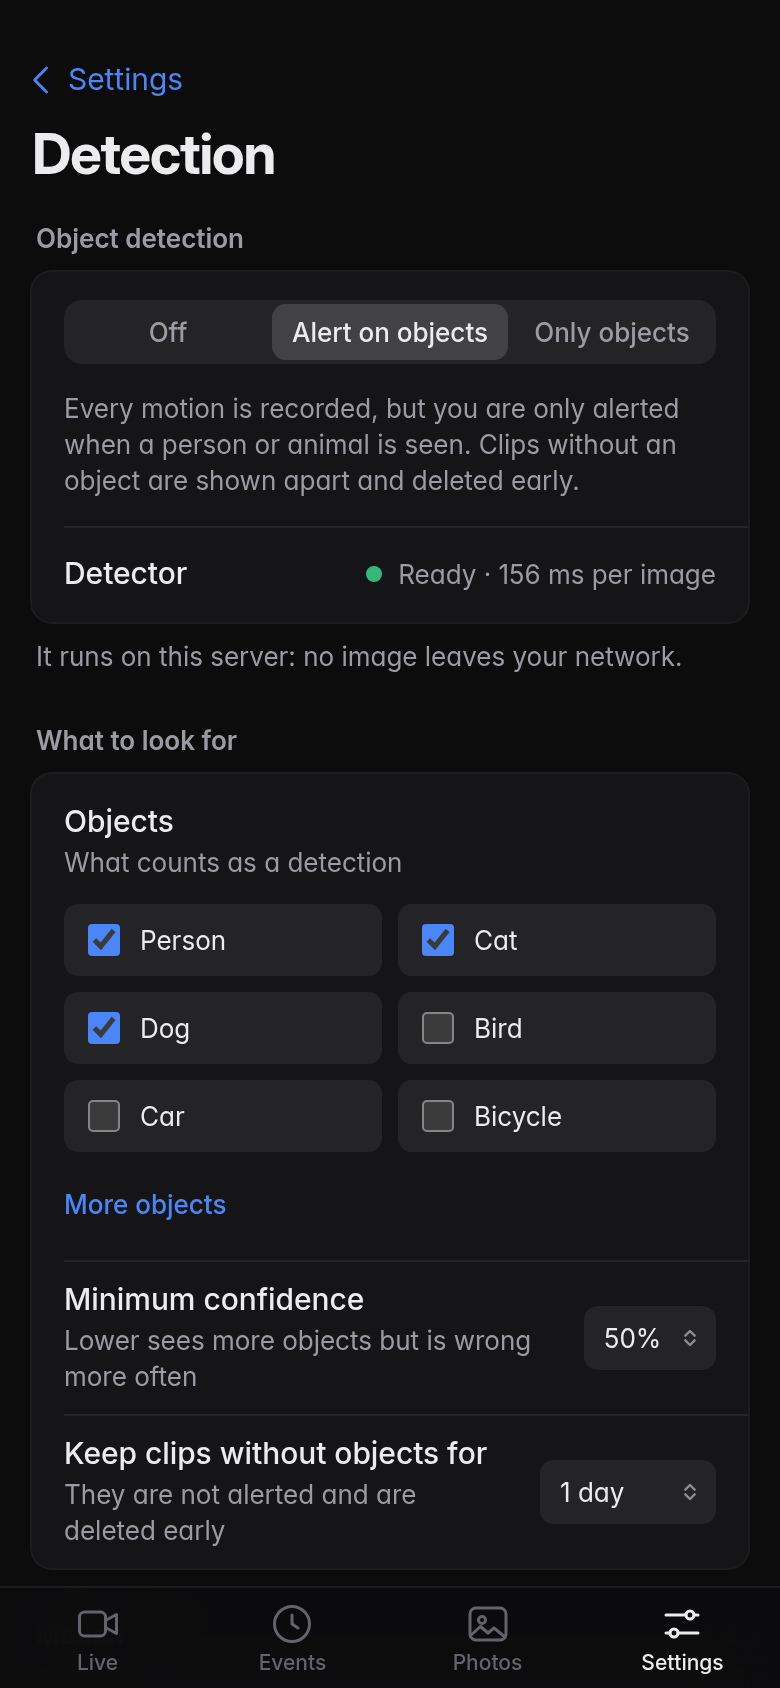 Settings
Detection
Object detection
Off
Alert on objects
Only objects
Every motion is recorded, but you are only alerted
when a person or animal is seen. Clips without an
object are shown apart and deleted early.
Detector
Ready · 156 ms per image
It runs on this server: no image leaves your network.
What to look for
Objects
What counts as a detection
Person
Cat
Dog
Bird
Car
Bicycle
More objects
Minimum confidence
Lower sees more objects but is wrong
more often
50%
Keep clips without objects for
They are not alerted and are
deleted early
1 day
Live
Events
Photos
Settings